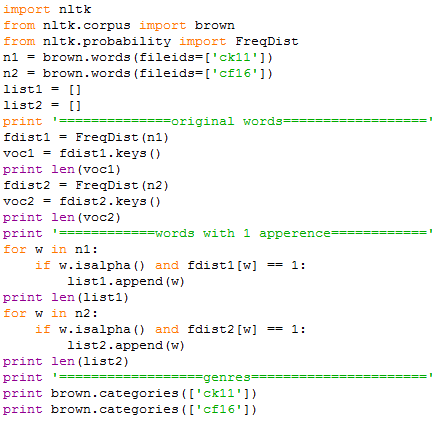 import nltk
from nltk.corpus import brown
from nltk.probability import FreqDist
n1 = brown.words(fileids=['ck11'])
n2 = brown.words(fileids=['cf16'])
list1 = []
list2 = []
print '==============original words=================='
fdist1 = FreqDist(n1)
voc1 = fdist1.keys()
print len(voc1)
fdist2 = FreqDist(n2)
voc2 = fdist2.keys()
print len(voc2)
print '============words with 1 apperence============'
for w in n1:
    if w.isalpha() and fdist1[w] == 1:
        list1.append(w)
print len(list1)
for w in n2:
    if w.isalpha() and fdist2[w] == 1:
        list2.append(w)
print len(list2)
print '==================genres======================'
print brown.categories(['ck11'])
print brown.categories(['cf16'])